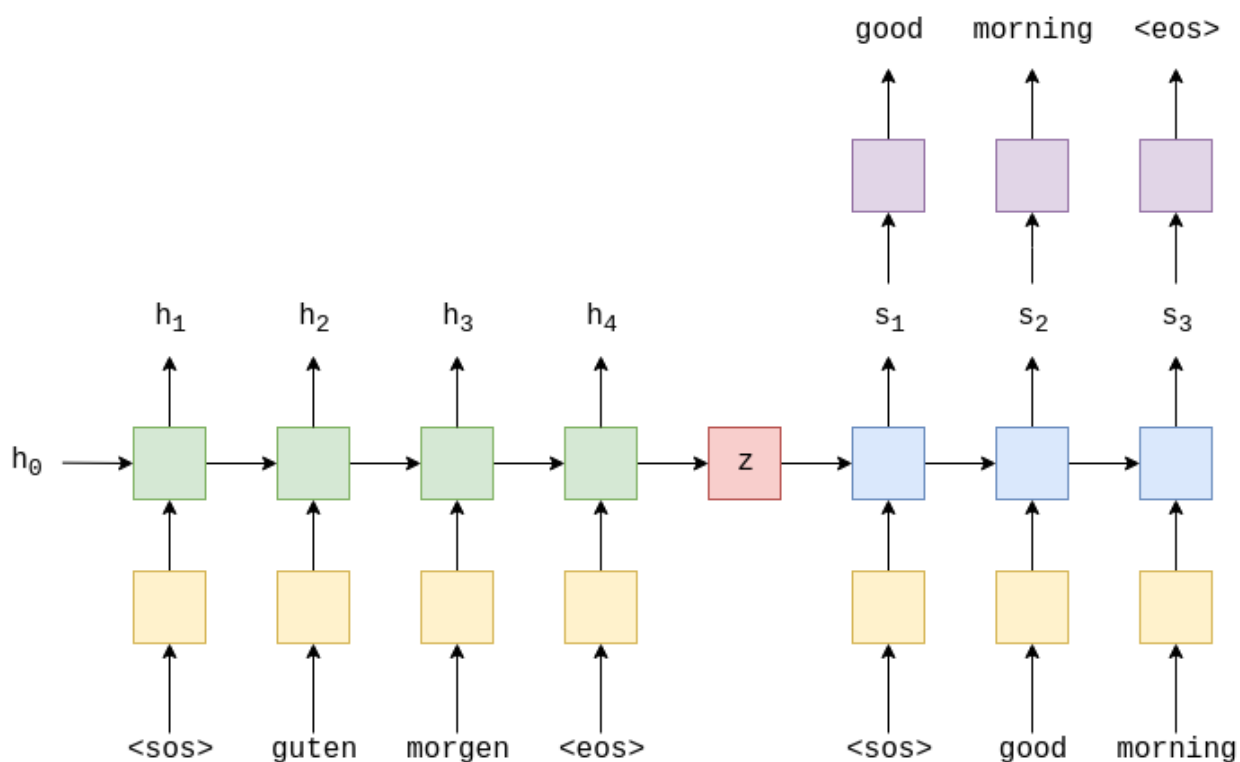 good morning <eos>
h₁ h₂ h₃ h₄ s₁ s₂ s₃
h₀ z
<sos> guten morgen <eos> <sos> good morning